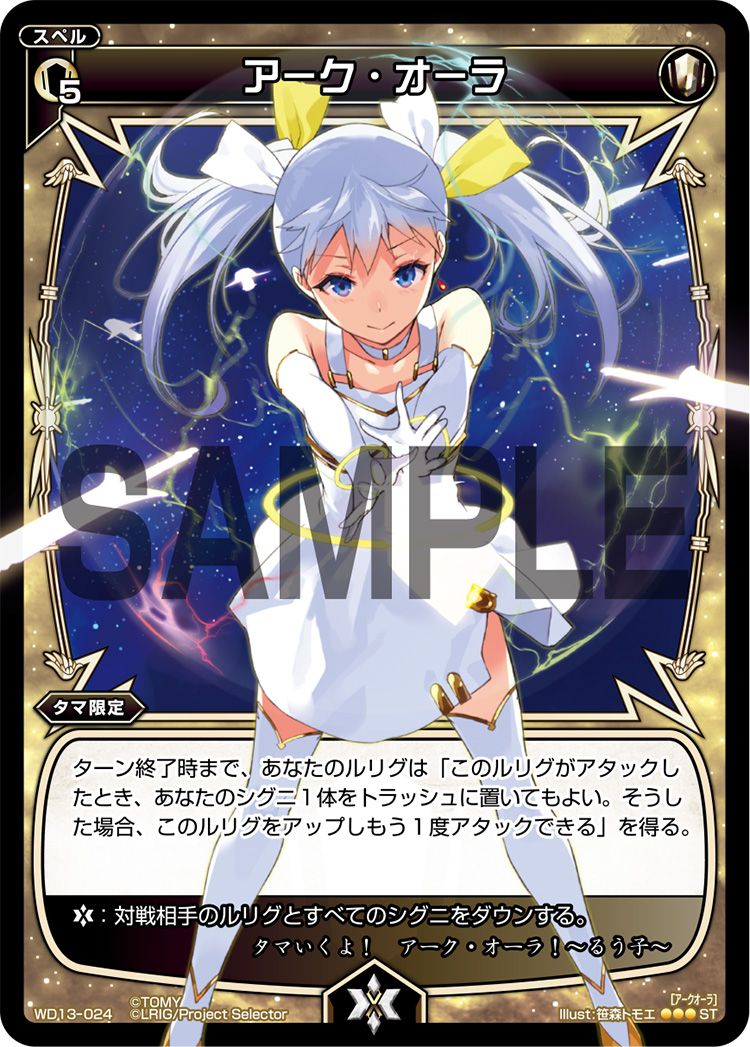 スペル
5
アーク・オーラ
SAMPLE
タマ限定
ターン終了時まで、あなたのルリグは「このルリグがアタックし
たとき、あなたのシグニ1体をトラッシュに置いてもよい。そうし
た場合、このルリグをアップしもう1度アタックできる」を得る。
:対戦相手のルリグとすべてのシグニをダウンする。
タマいくよ! アーク・オーラ!~るう子~
©TOMY
[アークオーラ]
WD13-024 ©LRIG/Project Selector Illust:笹森トモエ ST